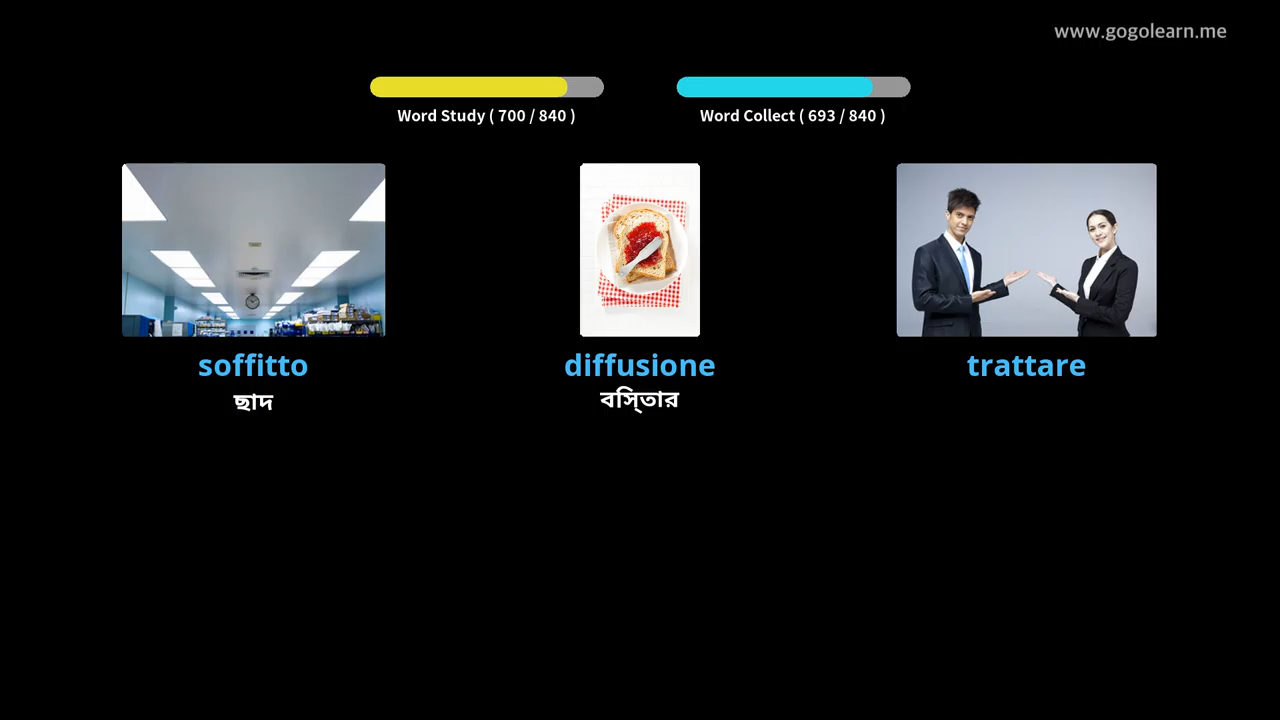 www.gogolearn.me
Word Study ( 700 / 840 )
Word Collect ( 693 / 840 )
soffitto
diffusione
trattare
ছাদ
বিস্তার